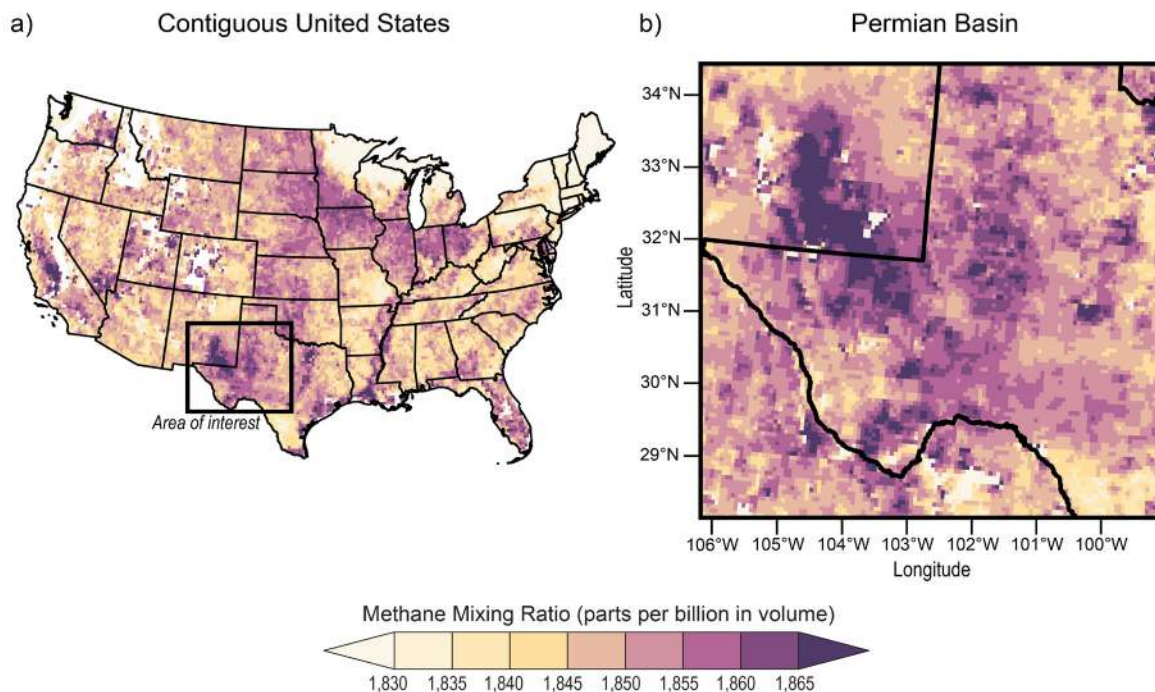 a) Contiguous United States
b) Permian Basin
Area of interest
Latitude
34°N
33°N
32°N
31°N
30°N
29°N
106°W 105°W 104°W 103°W 102°W 101°W 100°W
Longitude
Methane Mixing Ratio (parts per billion in volume)
1,830 1,835 1,840 1,845 1,850 1,855 1,860 1,865